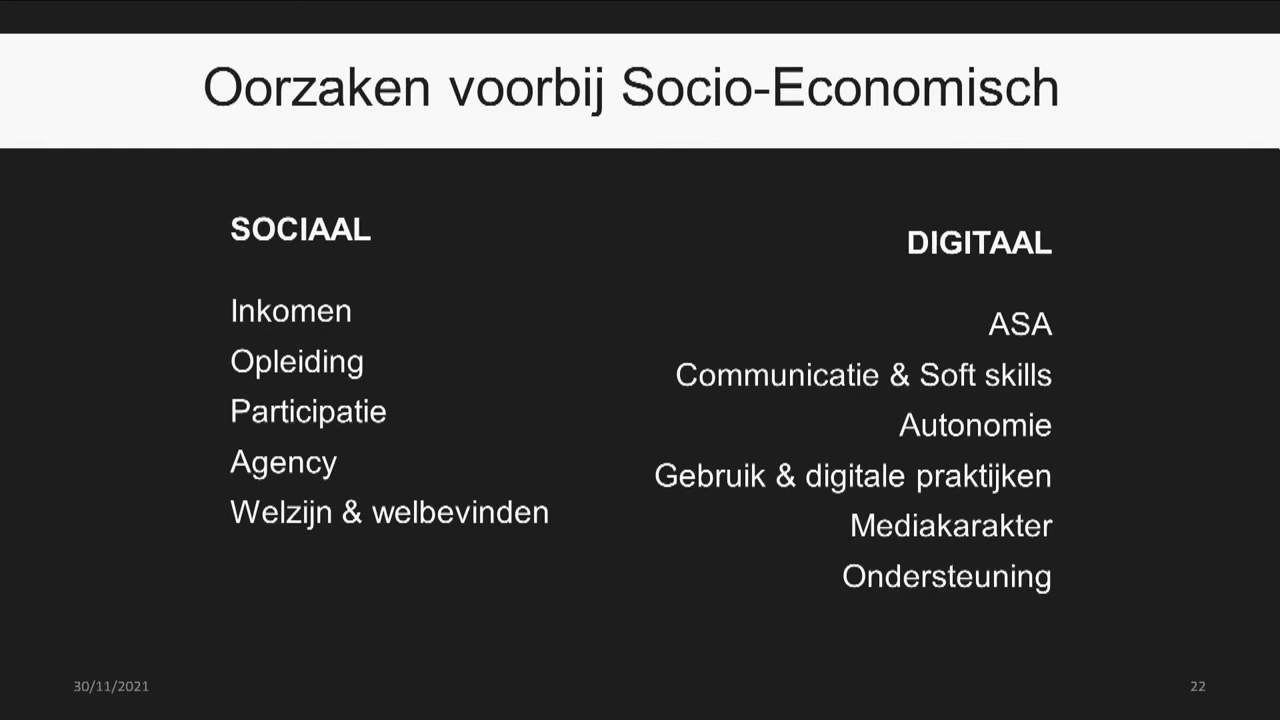 Oorzaken voorbij Socio-Economisch
SOCIAAL
Inkomen
Opleiding
Participatie
Agency
Welzijn & welbevinden
DIGITAAL
ASA
Communicatie & Soft skills
Autonomie
Gebruik & digitale praktijken
Mediakarakter
Ondersteuning
30/11/2021
22